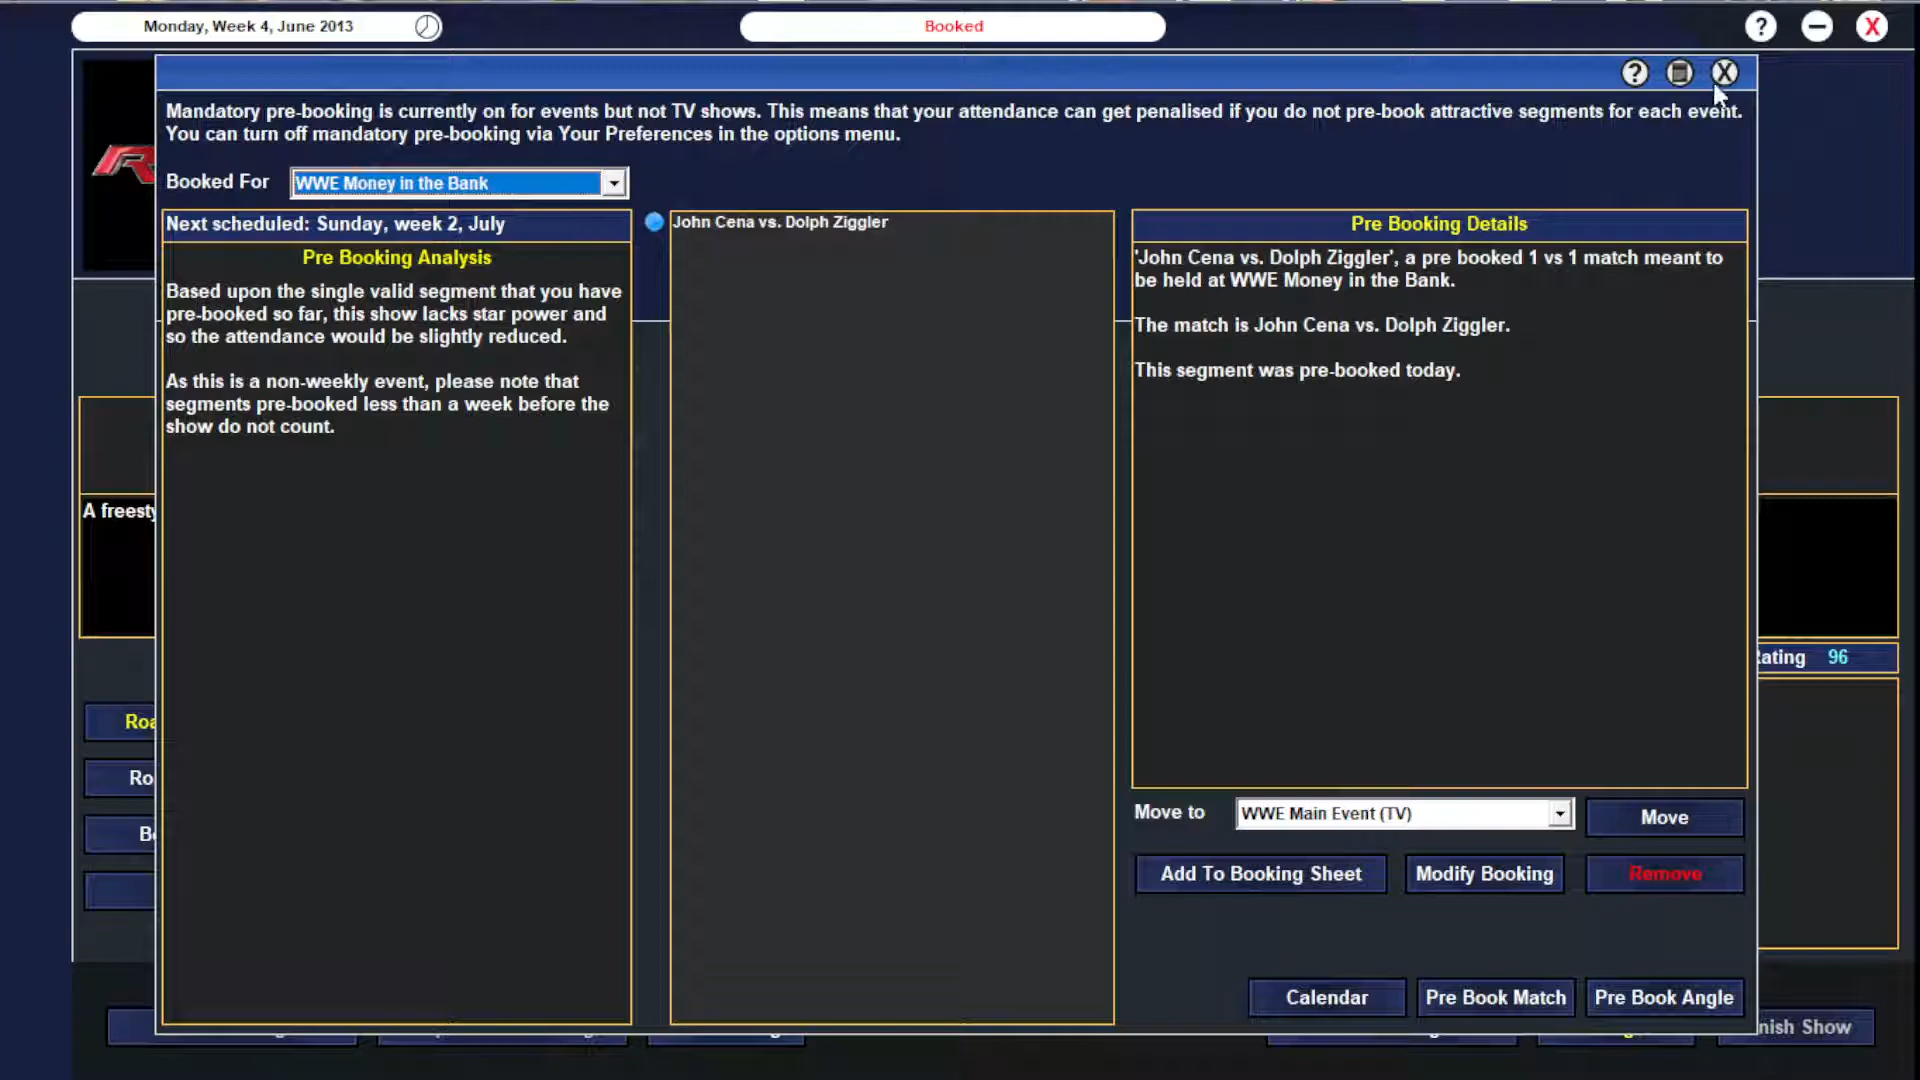 Monday, Week 4, June 2013
Booked
?
X
?
X
Mandatory pre-booking is currently on for events but not TV shows. This means that your attendance can get penalised if you do not pre-book attractive segments for each event.
You can turn off mandatory pre-booking via Your Preferences in the options menu.
Booked For
WWE Money in the Bank
Next scheduled: Sunday, week 2, July
Pre Booking Analysis
Based upon the single valid segment that you have
pre-booked so far, this show lacks star power and
so the attendance would be slightly reduced.
As this is a non-weekly event, please note that
segments pre-booked less than a week before the
show do not count.
John Cena vs. Dolph Ziggler
Pre Booking Details
'John Cena vs. Dolph Ziggler', a pre booked 1 vs 1 match meant to
be held at WWE Money in the Bank.
The match is John Cena vs. Dolph Ziggler.
This segment was pre-booked today.
A freesty
Rating 96
Roa
Ro
Bo
Move to
WWE Main Event (TV)
Move
Add To Booking Sheet
Modify Booking
Remove
Calendar
Pre Book Match
Pre Book Angle
nish Show